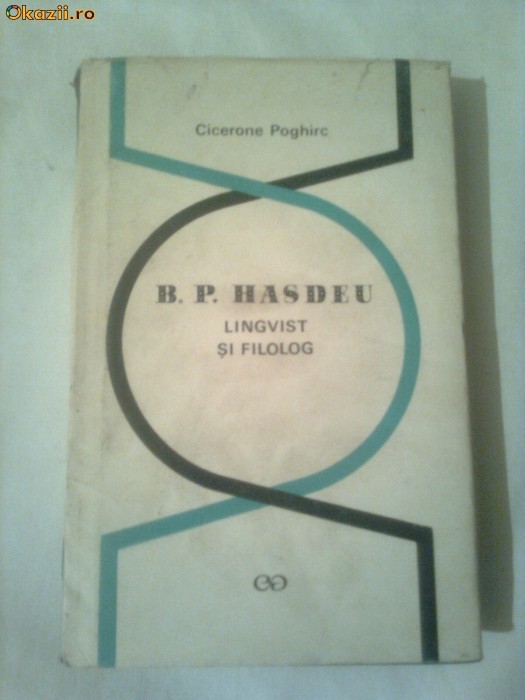 Okazii.ro
Cicerone Poghirc
B. P. HASDEU
LINGVIST
ȘI FILOLOG